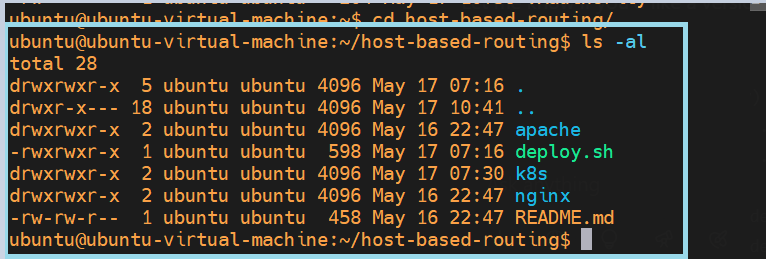 ubuntu@ubuntu-virtual-machine:~$ cd host-based-routing/
ubuntu@ubuntu-virtual-machine:~/host-based-routing$ ls -al
total 28
drwxrwxr-x  5 ubuntu ubuntu 4096 May 17 07:16 .
drwxr-x--- 18 ubuntu ubuntu 4096 May 17 10:41 ..
drwxrwxr-x  2 ubuntu ubuntu 4096 May 16 22:47 apache
-rwxrwxr-x  1 ubuntu ubuntu  598 May 17 07:16 deploy.sh
drwxrwxr-x  2 ubuntu ubuntu 4096 May 17 07:30 k8s
drwxrwxr-x  2 ubuntu ubuntu 4096 May 16 22:47 nginx
-rw-rw-r--  1 ubuntu ubuntu  458 May 16 22:47 README.md
ubuntu@ubuntu-virtual-machine:~/host-based-routing$